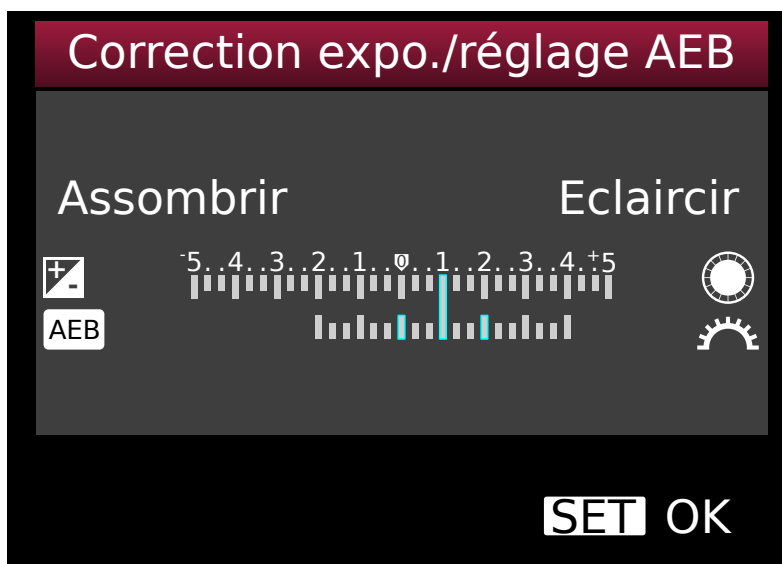 Correction expo./réglage AEB
Assombrir Eclaircir
+- -5..4..3..2..1..0..1..2..3..4.+5
AEB
SET OK